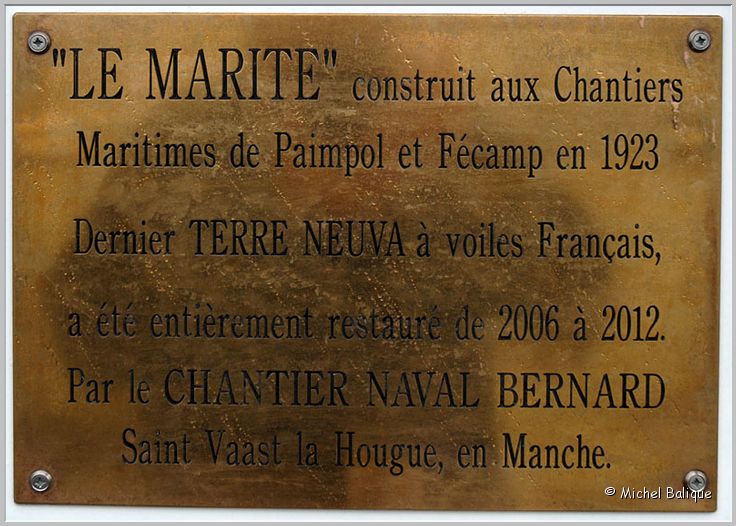 "LE MARITE" construit aux Chantiers
Maritimes de Paimpol et Fécamp en 1923
Dernier TERRE NEUVA à voiles Français,
a été entièrement restauré de 2006 à 2012.
Par le CHANTIER NAVAL BERNARD
Saint Vaast la Hougue, en Manche.
© Michel Balique